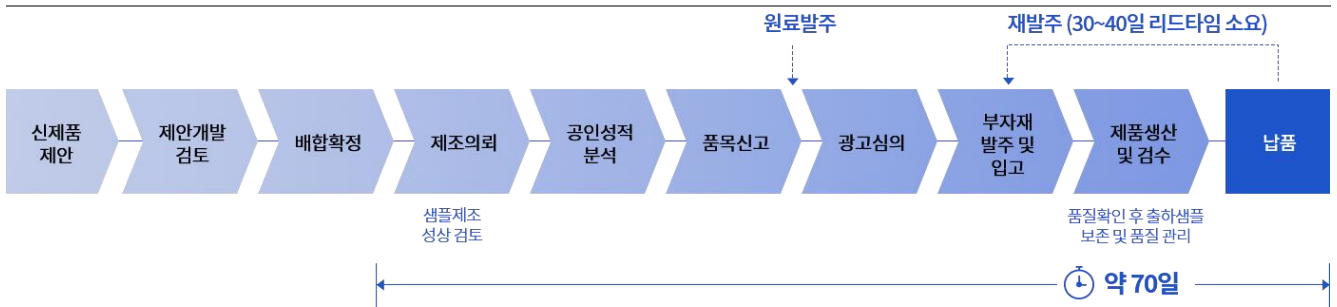 원료발주
재발주 (30~40일 리드타임 소요)
신제품
제안
제안개발
검토
배합확정
제조의뢰
공인성적
분석
품목신고
광고심의
부자재
발주 및
입고
제품생산
및 검수
납품
샘플제조
성상 검토
품질확인 후 출하샘플
보존 및 품질 관리
약 70일